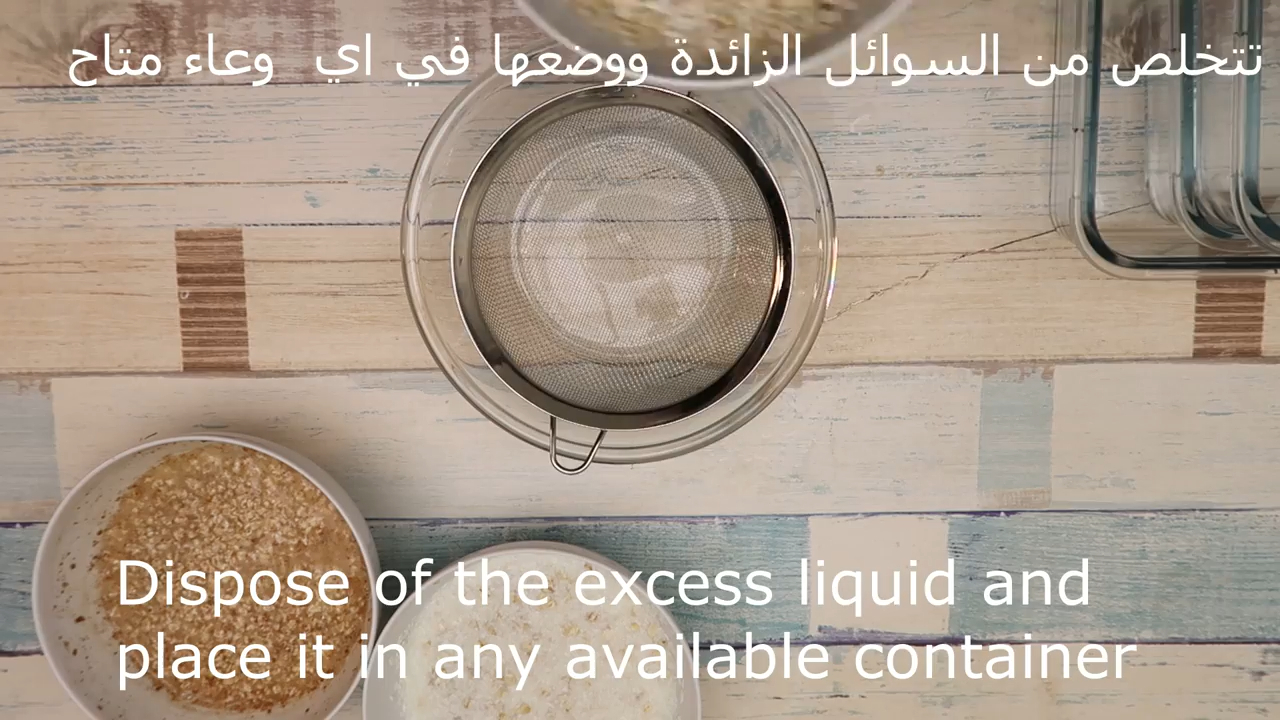 تتخلص من السوائل الزائدة ووضعها في اي  وعاء متاح
Dispose of the excess liquid and
place it in any available container